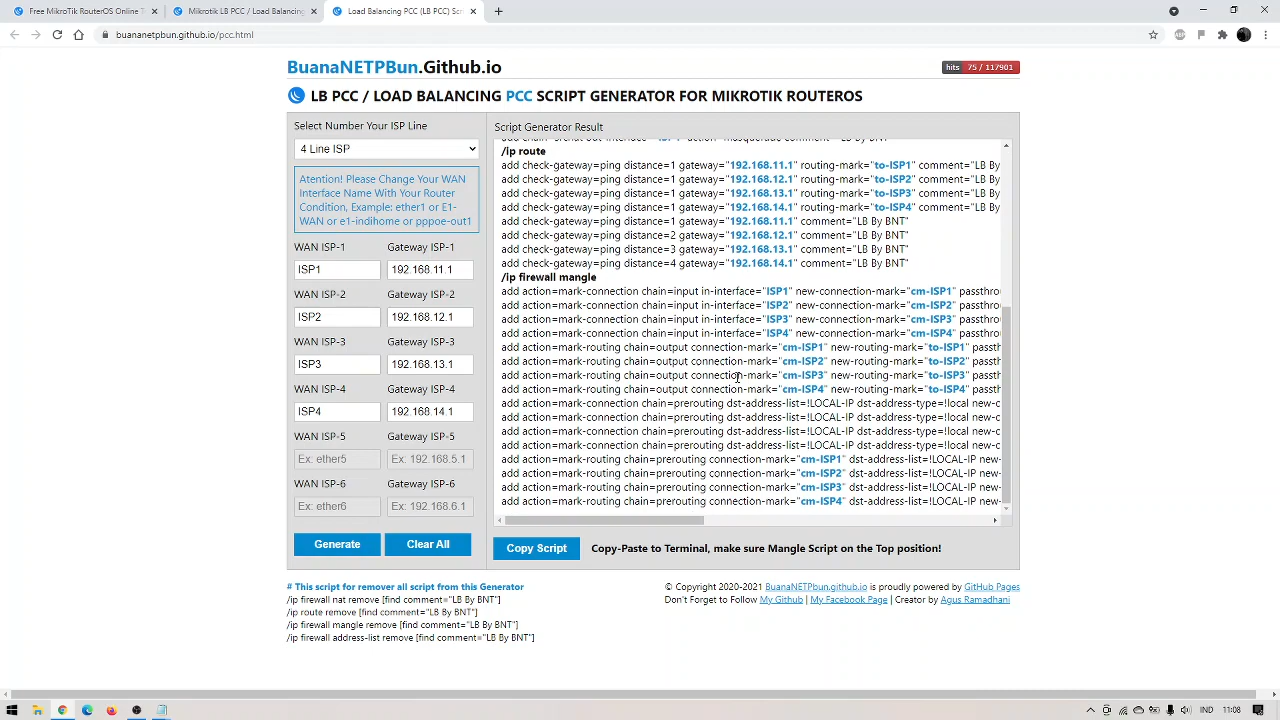 Free MikroTik RouterOS Online T
Mikrotik LB PCC / Load Balancing
Load Balancing PCC (LB PCC) Scri
buananetpbun.github.io/pcc.html
BuanaNETPBun.Github.io
hits 75 / 117901
LB PCC / LOAD BALANCING PCC SCRIPT GENERATOR FOR MIKROTIK ROUTEROS
Select Number Your ISP Line
4 Line ISP
Atention! Please Change Your WAN
Interface Name With Your Router
Condition, Example: ether1 or E1-
WAN or e1-indihome or pppoe-out1
WAN ISP-1 Gateway ISP-1
ISP1 192.168.11.1
WAN ISP-2 Gateway ISP-2
ISP2 192.168.12.1
WAN ISP-3 Gateway ISP-3
ISP3 192.168.13.1
WAN ISP-4 Gateway ISP-4
ISP4 192.168.14.1
WAN ISP-5 Gateway ISP-5
Ex: ether5 Ex: 192.168.5.1
WAN ISP-6 Gateway ISP-6
Ex: ether6 Ex: 192.168.6.1
Generate Clear All
Script Generator Result
/ip route
add check-gateway=ping distance=1 gateway="192.168.11.1" routing-mark="to-ISP1" comment="LB By
add check-gateway=ping distance=1 gateway="192.168.12.1" routing-mark="to-ISP2" comment="LB By
add check-gateway=ping distance=1 gateway="192.168.13.1" routing-mark="to-ISP3" comment="LB By
add check-gateway=ping distance=1 gateway="192.168.14.1" routing-mark="to-ISP4" comment="LB By
add check-gateway=ping distance=1 gateway="192.168.11.1" comment="LB By BNT"
add check-gateway=ping distance=2 gateway="192.168.12.1" comment="LB By BNT"
add check-gateway=ping distance=3 gateway="192.168.13.1" comment="LB By BNT"
add check-gateway=ping distance=4 gateway="192.168.14.1" comment="LB By BNT"
/ip firewall mangle
add action=mark-connection chain=input in-interface="ISP1" new-connection-mark="cm-ISP1" passthro
add action=mark-connection chain=input in-interface="ISP2" new-connection-mark="cm-ISP2" passthro
add action=mark-connection chain=input in-interface="ISP3" new-connection-mark="cm-ISP3" passthro
add action=mark-connection chain=input in-interface="ISP4" new-connection-mark="cm-ISP4" passthro
add action=mark-routing chain=output connection-mark="cm-ISP1" new-routing-mark="to-ISP1" passth
add action=mark-routing chain=output connection-mark="cm-ISP2" new-routing-mark="to-ISP2" passth
add action=mark-routing chain=output connection-mark="cm-ISP3" new-routing-mark="to-ISP3" passth
add action=mark-routing chain=output connection-mark="cm-ISP4" new-routing-mark="to-ISP4" passth
add action=mark-connection chain=prerouting dst-address-list=!LOCAL-IP dst-address-type=!local new-c
add action=mark-connection chain=prerouting dst-address-list=!LOCAL-IP dst-address-type=!local new-c
add action=mark-connection chain=prerouting dst-address-list=!LOCAL-IP dst-address-type=!local new-c
add action=mark-connection chain=prerouting dst-address-list=!LOCAL-IP dst-address-type=!local new-c
add action=mark-routing chain=prerouting connection-mark="cm-ISP1" dst-address-list=!LOCAL-IP new-
add action=mark-routing chain=prerouting connection-mark="cm-ISP2" dst-address-list=!LOCAL-IP new-
add action=mark-routing chain=prerouting connection-mark="cm-ISP3" dst-address-list=!LOCAL-IP new-
add action=mark-routing chain=prerouting connection-mark="cm-ISP4" dst-address-list=!LOCAL-IP new-
Copy Script Copy-Paste to Terminal, make sure Mangle Script on the Top position!
# This script for remover all script from this Generator
/ip firewall nat remove [find comment="LB By BNT"]
/ip route remove [find comment="LB By BNT"]
/ip firewall mangle remove [find comment="LB By BNT"]
/ip firewall address-list remove [find comment="LB By BNT"]
© Copyright 2020-2021 BuanaNETPbun.github.io is proudly powered by GitHub Pages
Don't Forget to Follow My Github | My Facebook Page | Creator by Agus Ramadhani
IND 11:08